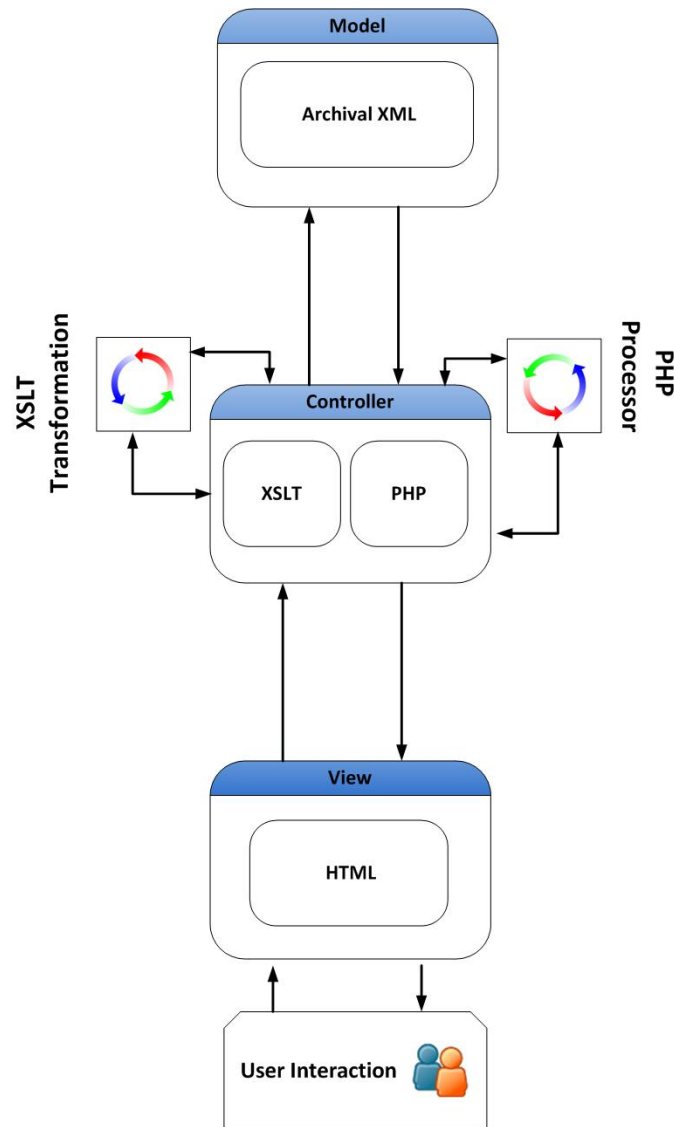 Model
Archival XML
XSLT
Transformation
PHP
Processor
Controller
XSLT
PHP
View
HTML
User Interaction